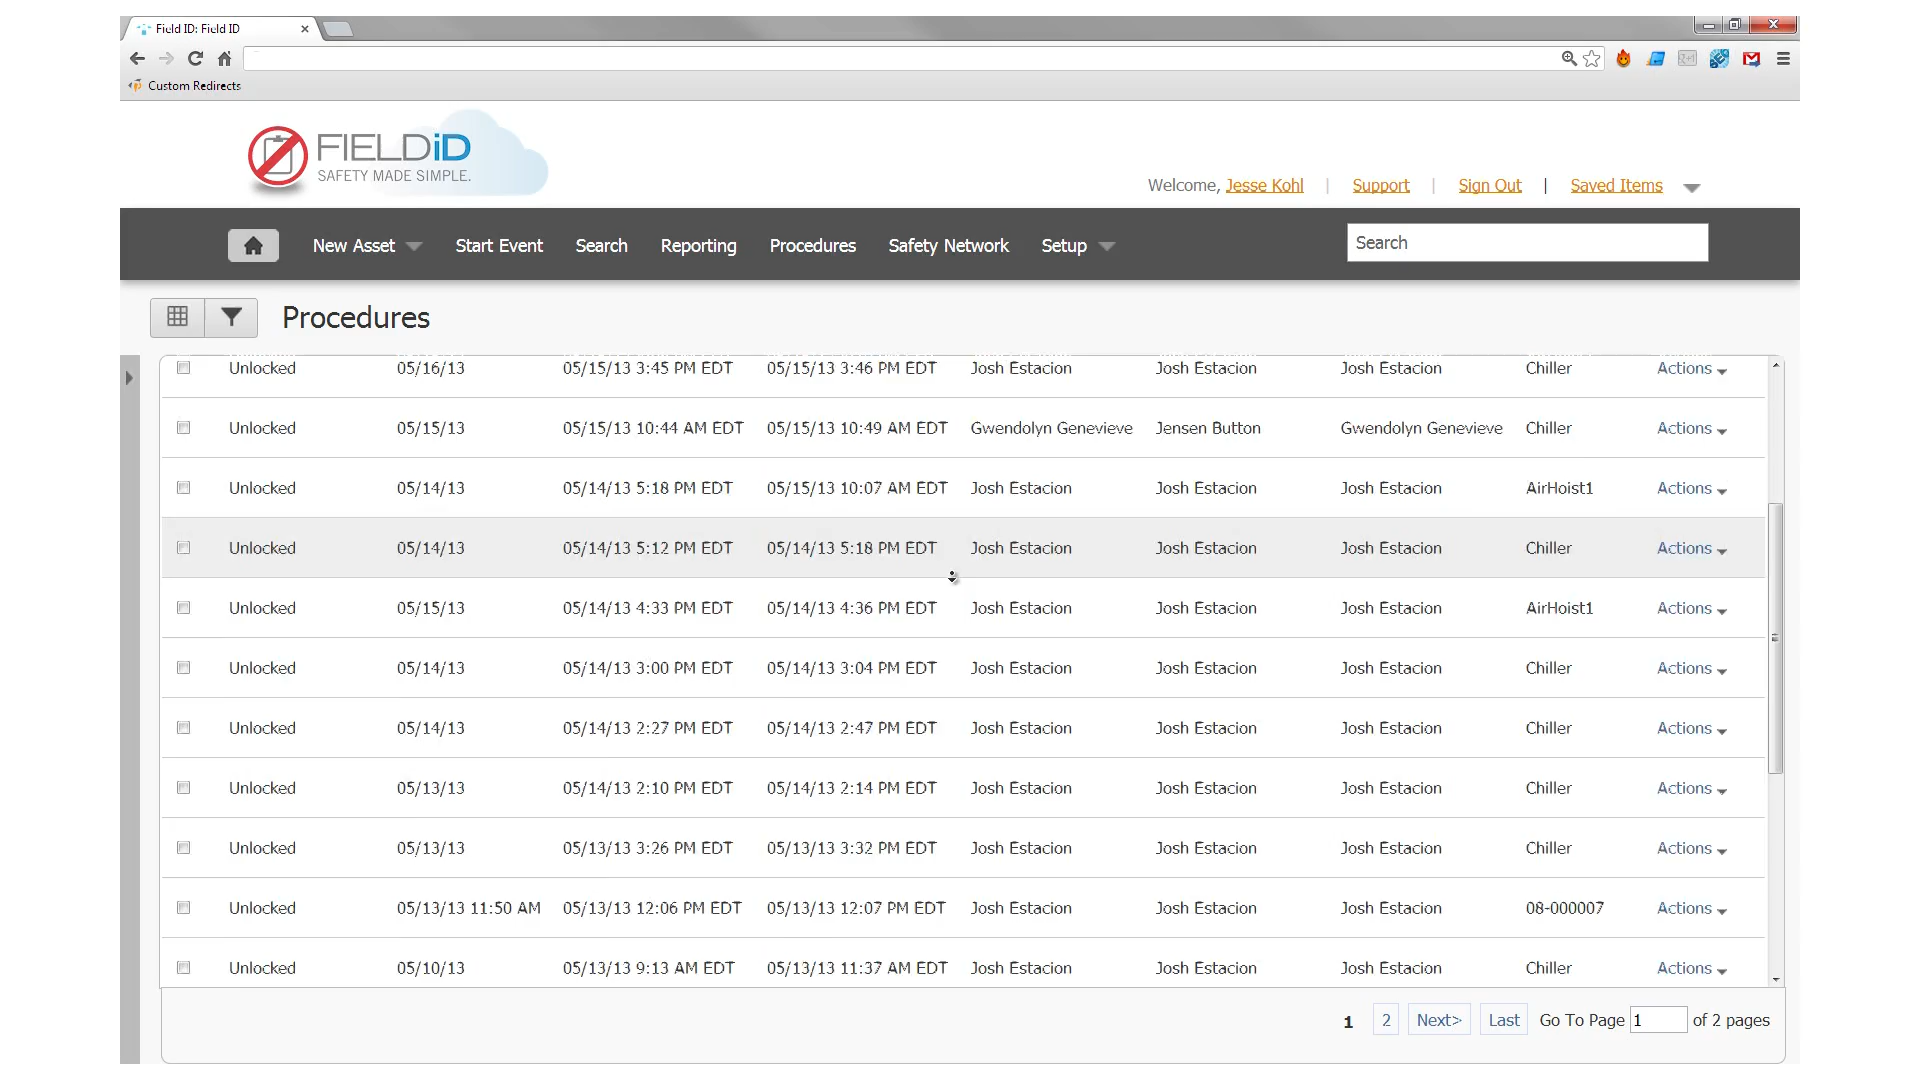 Field ID: Field ID
Custom Redirects
FIELDiD
SAFETY MADE SIMPLE.
Welcome, Jesse Kohl | Support | Sign Out | Saved Items
New Asset Start Event Search Reporting Procedures Safety Network Setup Search
Procedures
Unlocked 05/16/13 05/15/13 3:45 PM EDT 05/15/13 3:46 PM EDT Josh Estacion Josh Estacion Josh Estacion Chiller Actions
Unlocked 05/15/13 05/15/13 10:44 AM EDT 05/15/13 10:49 AM EDT Gwendolyn Genevieve Jensen Button Gwendolyn Genevieve Chiller Actions
Unlocked 05/14/13 05/14/13 5:18 PM EDT 05/15/13 10:07 AM EDT Josh Estacion Josh Estacion Josh Estacion AirHoist1 Actions
Unlocked 05/14/13 05/14/13 5:12 PM EDT 05/14/13 5:18 PM EDT Josh Estacion Josh Estacion Josh Estacion Chiller Actions
Unlocked 05/15/13 05/14/13 4:33 PM EDT 05/14/13 4:36 PM EDT Josh Estacion Josh Estacion Josh Estacion AirHoist1 Actions
Unlocked 05/14/13 05/14/13 3:00 PM EDT 05/14/13 3:04 PM EDT Josh Estacion Josh Estacion Josh Estacion Chiller Actions
Unlocked 05/14/13 05/14/13 2:27 PM EDT 05/14/13 2:47 PM EDT Josh Estacion Josh Estacion Josh Estacion Chiller Actions
Unlocked 05/13/13 05/14/13 2:10 PM EDT 05/14/13 2:14 PM EDT Josh Estacion Josh Estacion Josh Estacion Chiller Actions
Unlocked 05/13/13 05/13/13 3:26 PM EDT 05/13/13 3:32 PM EDT Josh Estacion Josh Estacion Josh Estacion Chiller Actions
Unlocked 05/13/13 11:50 AM 05/13/13 12:06 PM EDT 05/13/13 12:07 PM EDT Josh Estacion Josh Estacion Josh Estacion 08-000007 Actions
Unlocked 05/10/13 05/13/13 9:13 AM EDT 05/13/13 11:37 AM EDT Josh Estacion Josh Estacion Josh Estacion Chiller Actions
1 2 Next> Last Go To Page 1 of 2 pages